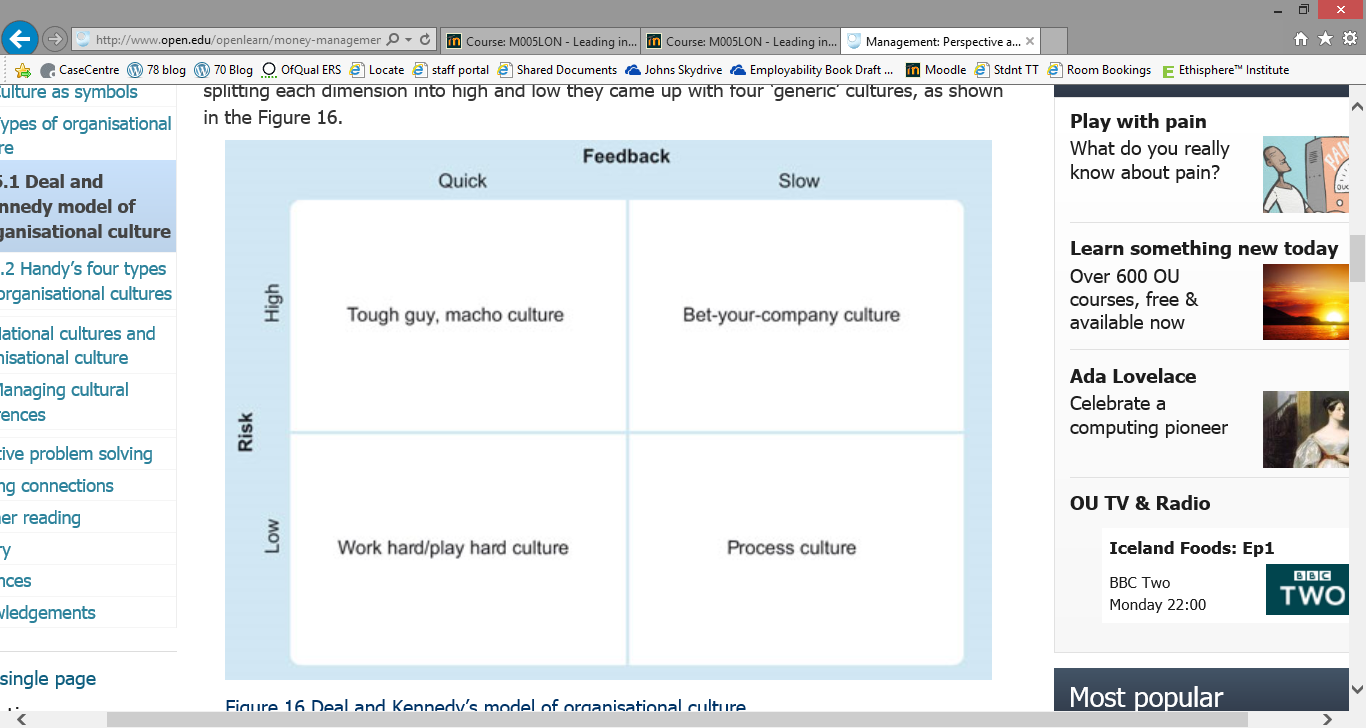 http://www.open.edu/openlearn/money-managemer
Course: M005LON - Leading in...
Course: M005LON - Leading in...
Management: Perspective a...
CaseCentre
78 blog
70 Blog
OfQual ERS
Locate
staff portal
Shared Documents
Johns Skydrive
Employability Book Draft ...
Moodle
Stdnt TT
Room Bookings
Ethisphere™ Institute
ulture as symbols
ypes of organisational
re
5.1 Deal and
nnedy model of
ganisational culture
.2 Handy's four types
organisational cultures
ational cultures and
nisational culture
anaging cultural
rences
tive problem solving
ng connections
er reading
ry
nces
wledgements
single page
splitting each dimension into high and low they came up with four 'generic' cultures, as shown
in the Figure 16.
Feedback
Quick
Slow
Risk
High
Tough guy, macho culture
Bet-your-company culture
Low
Work hard/play hard culture
Process culture
Figure 16 Deal and Kennedy's model of organisational culture
Play with pain
What do you really
know about pain?
PAIN
Learn something new today
Over 600 OU
courses, free &
available now
Ada Lovelace
Celebrate a
computing pioneer
OU TV & Radio
Iceland Foods: Ep1
BBC Two
Monday 22:00
BBC
TWO
Most popular